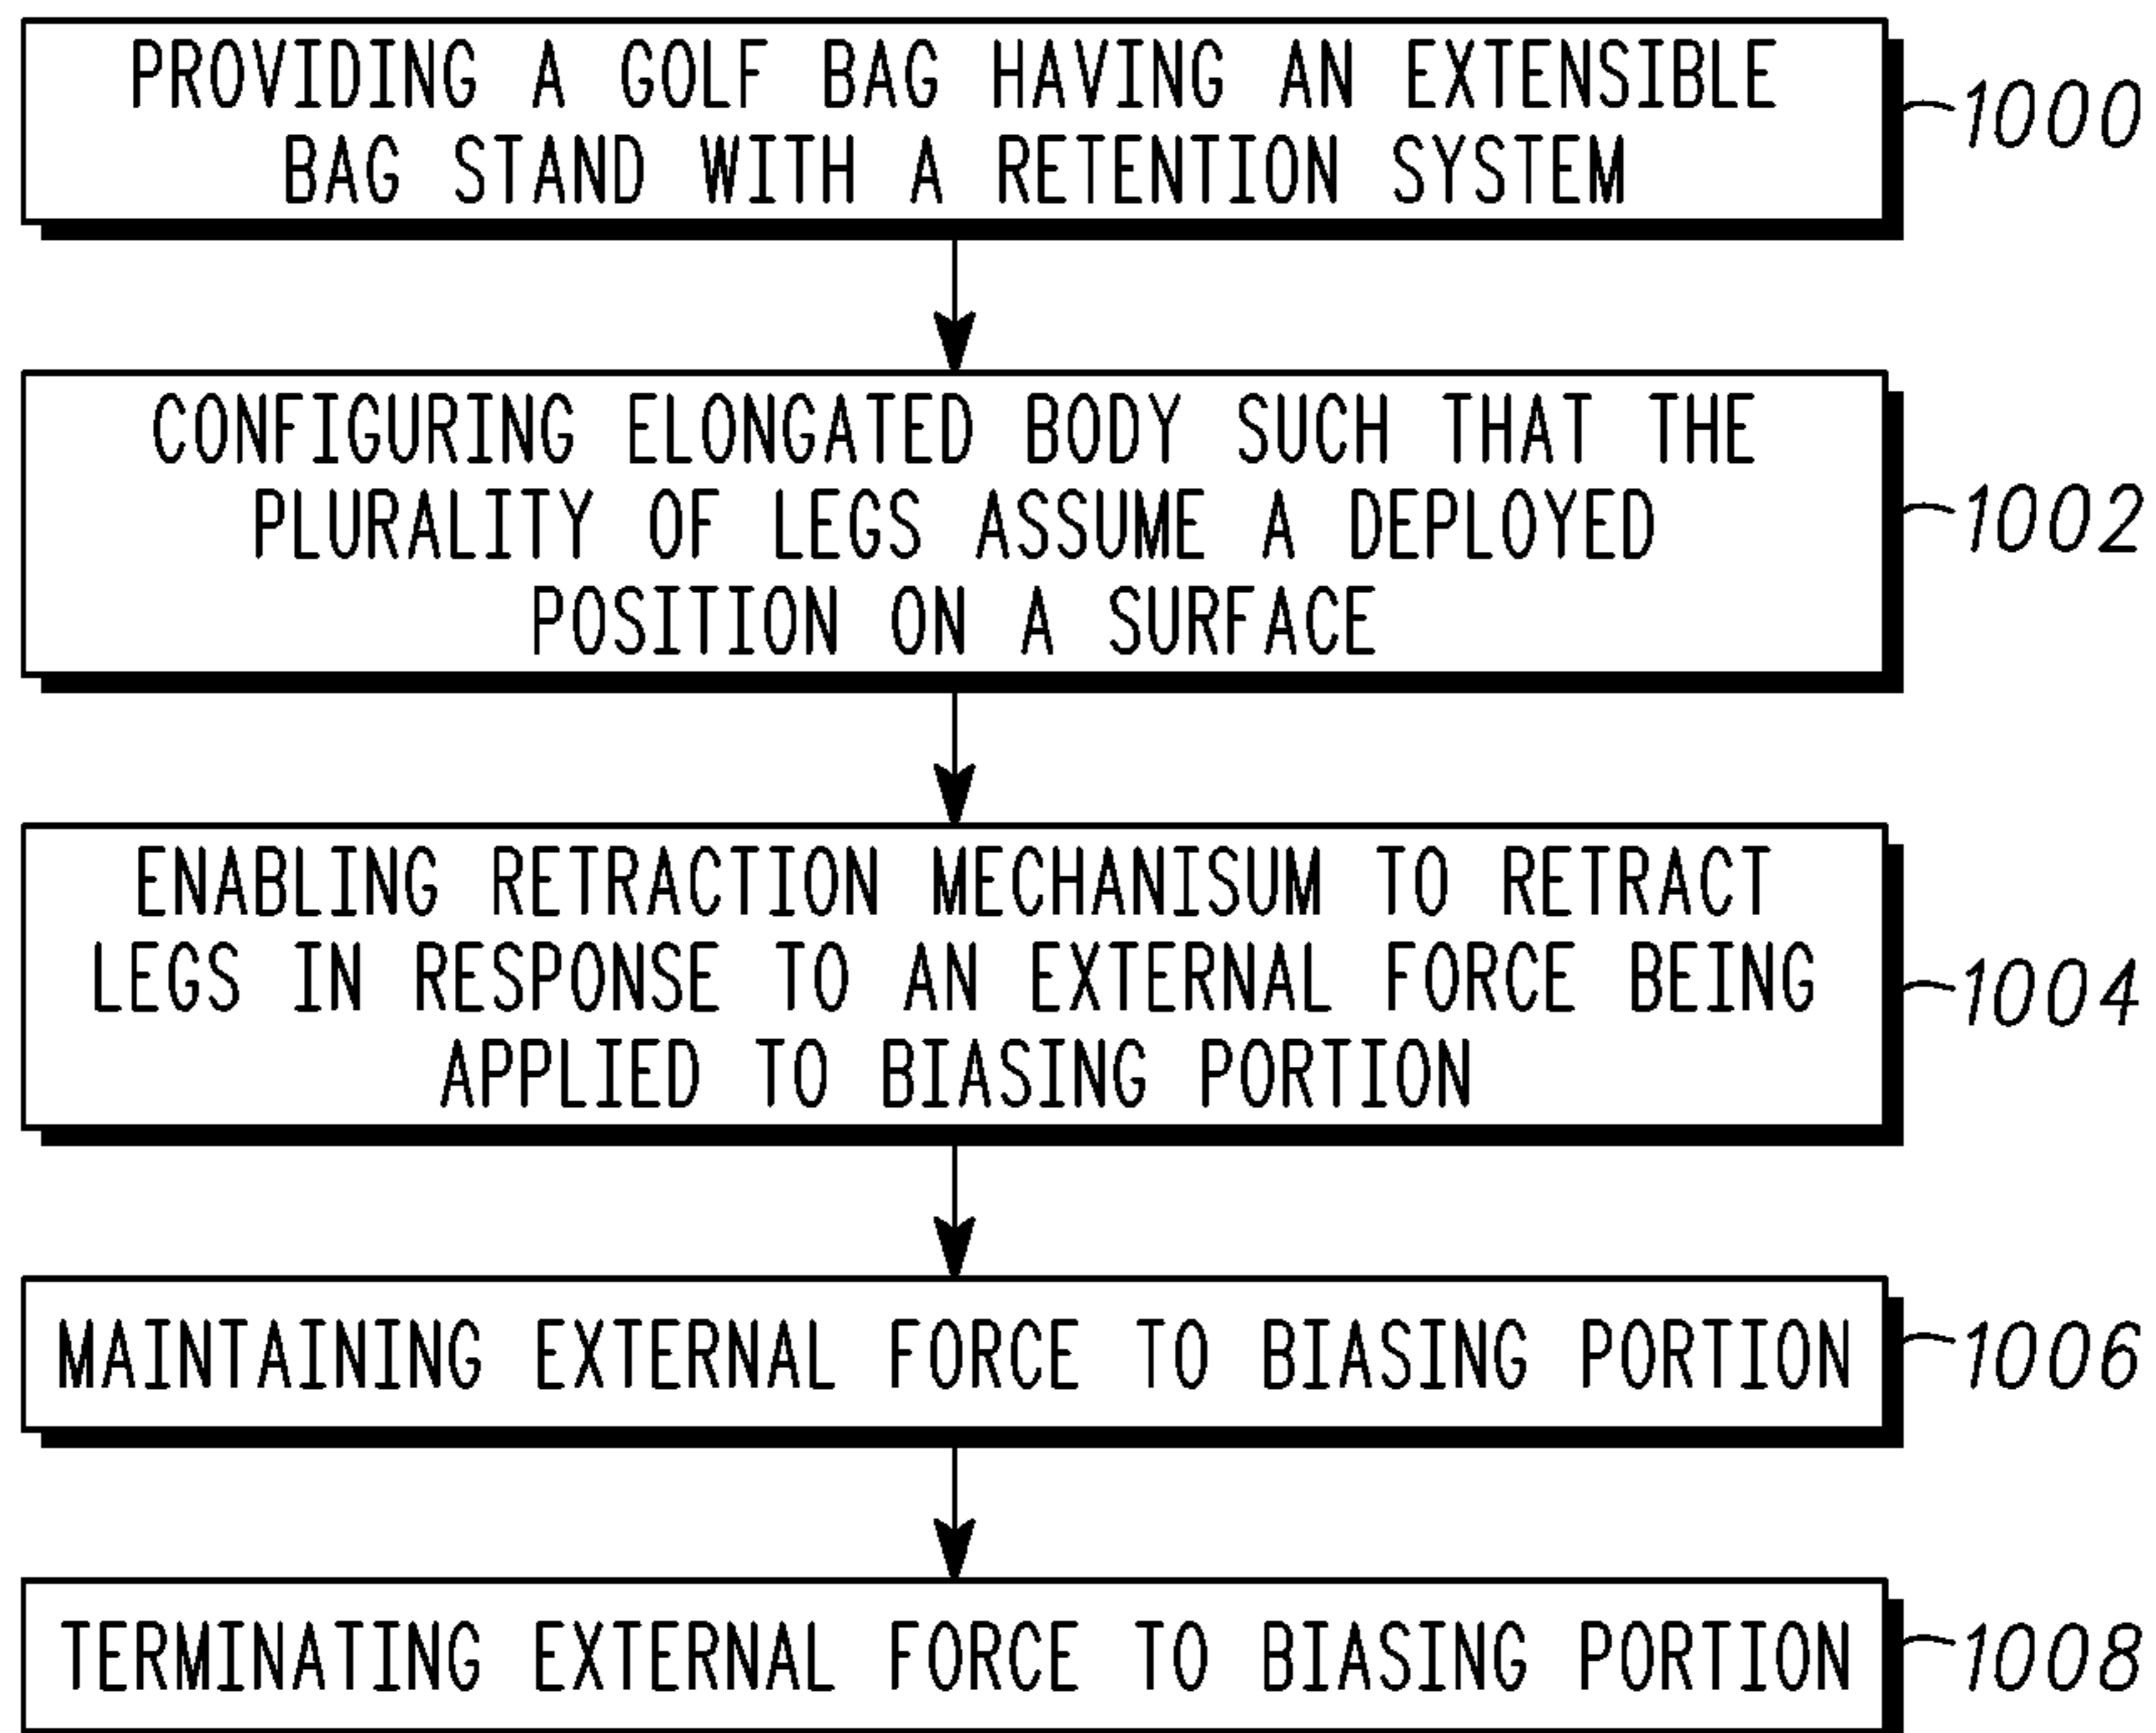 PROVIDING A GOLF BAG HAVING AN EXTENSIBLE
BAG STAND WITH A RETENTION SYSTEM
1000
CONFIGURING ELONGATED BODY SUCH THAT THE
PLURALITY OF LEGS ASSUME A DEPLOYED
POSITION ON A SURFACE
1002
ENABLING RETRACTION MECHANISUM TO RETRACT
LEGS IN RESPONSE TO AN EXTERNAL FORCE BEING
APPLIED TO BIASING PORTION
1004
MAINTAINING EXTERNAL FORCE TO BIASING PORTION
1006
TERMINATING EXTERNAL FORCE TO BIASING PORTION
1008